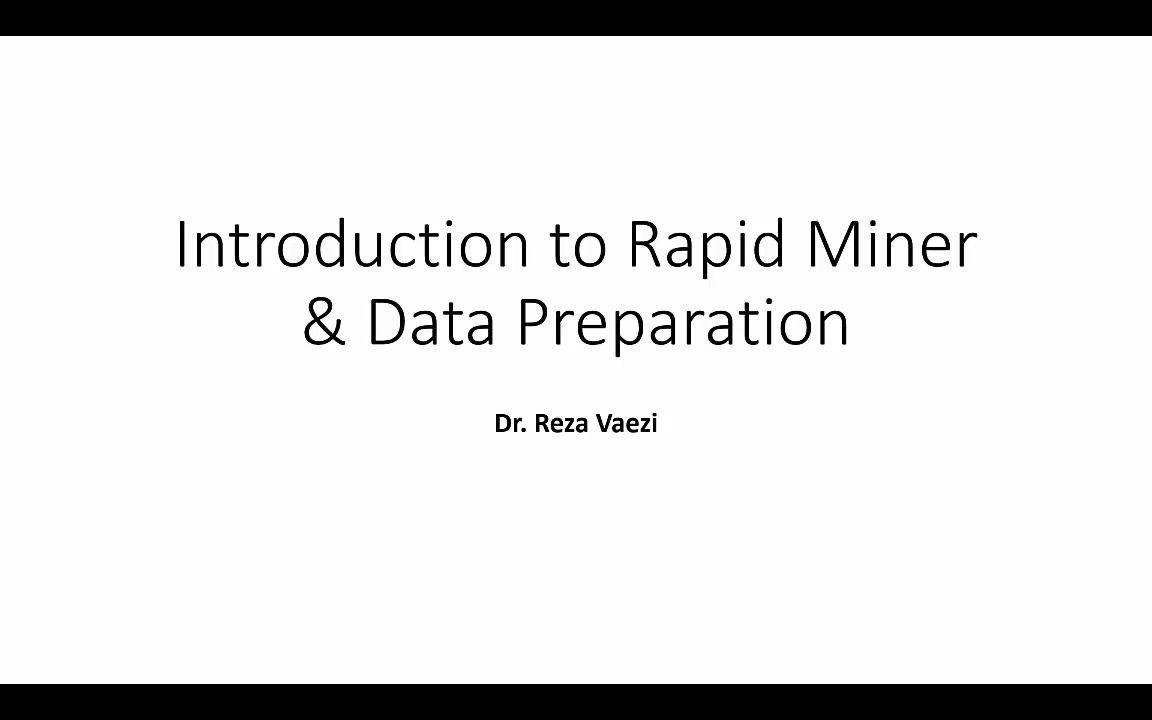 Introduction to Rapid Miner
& Data Preparation
Dr. Reza Vaezi